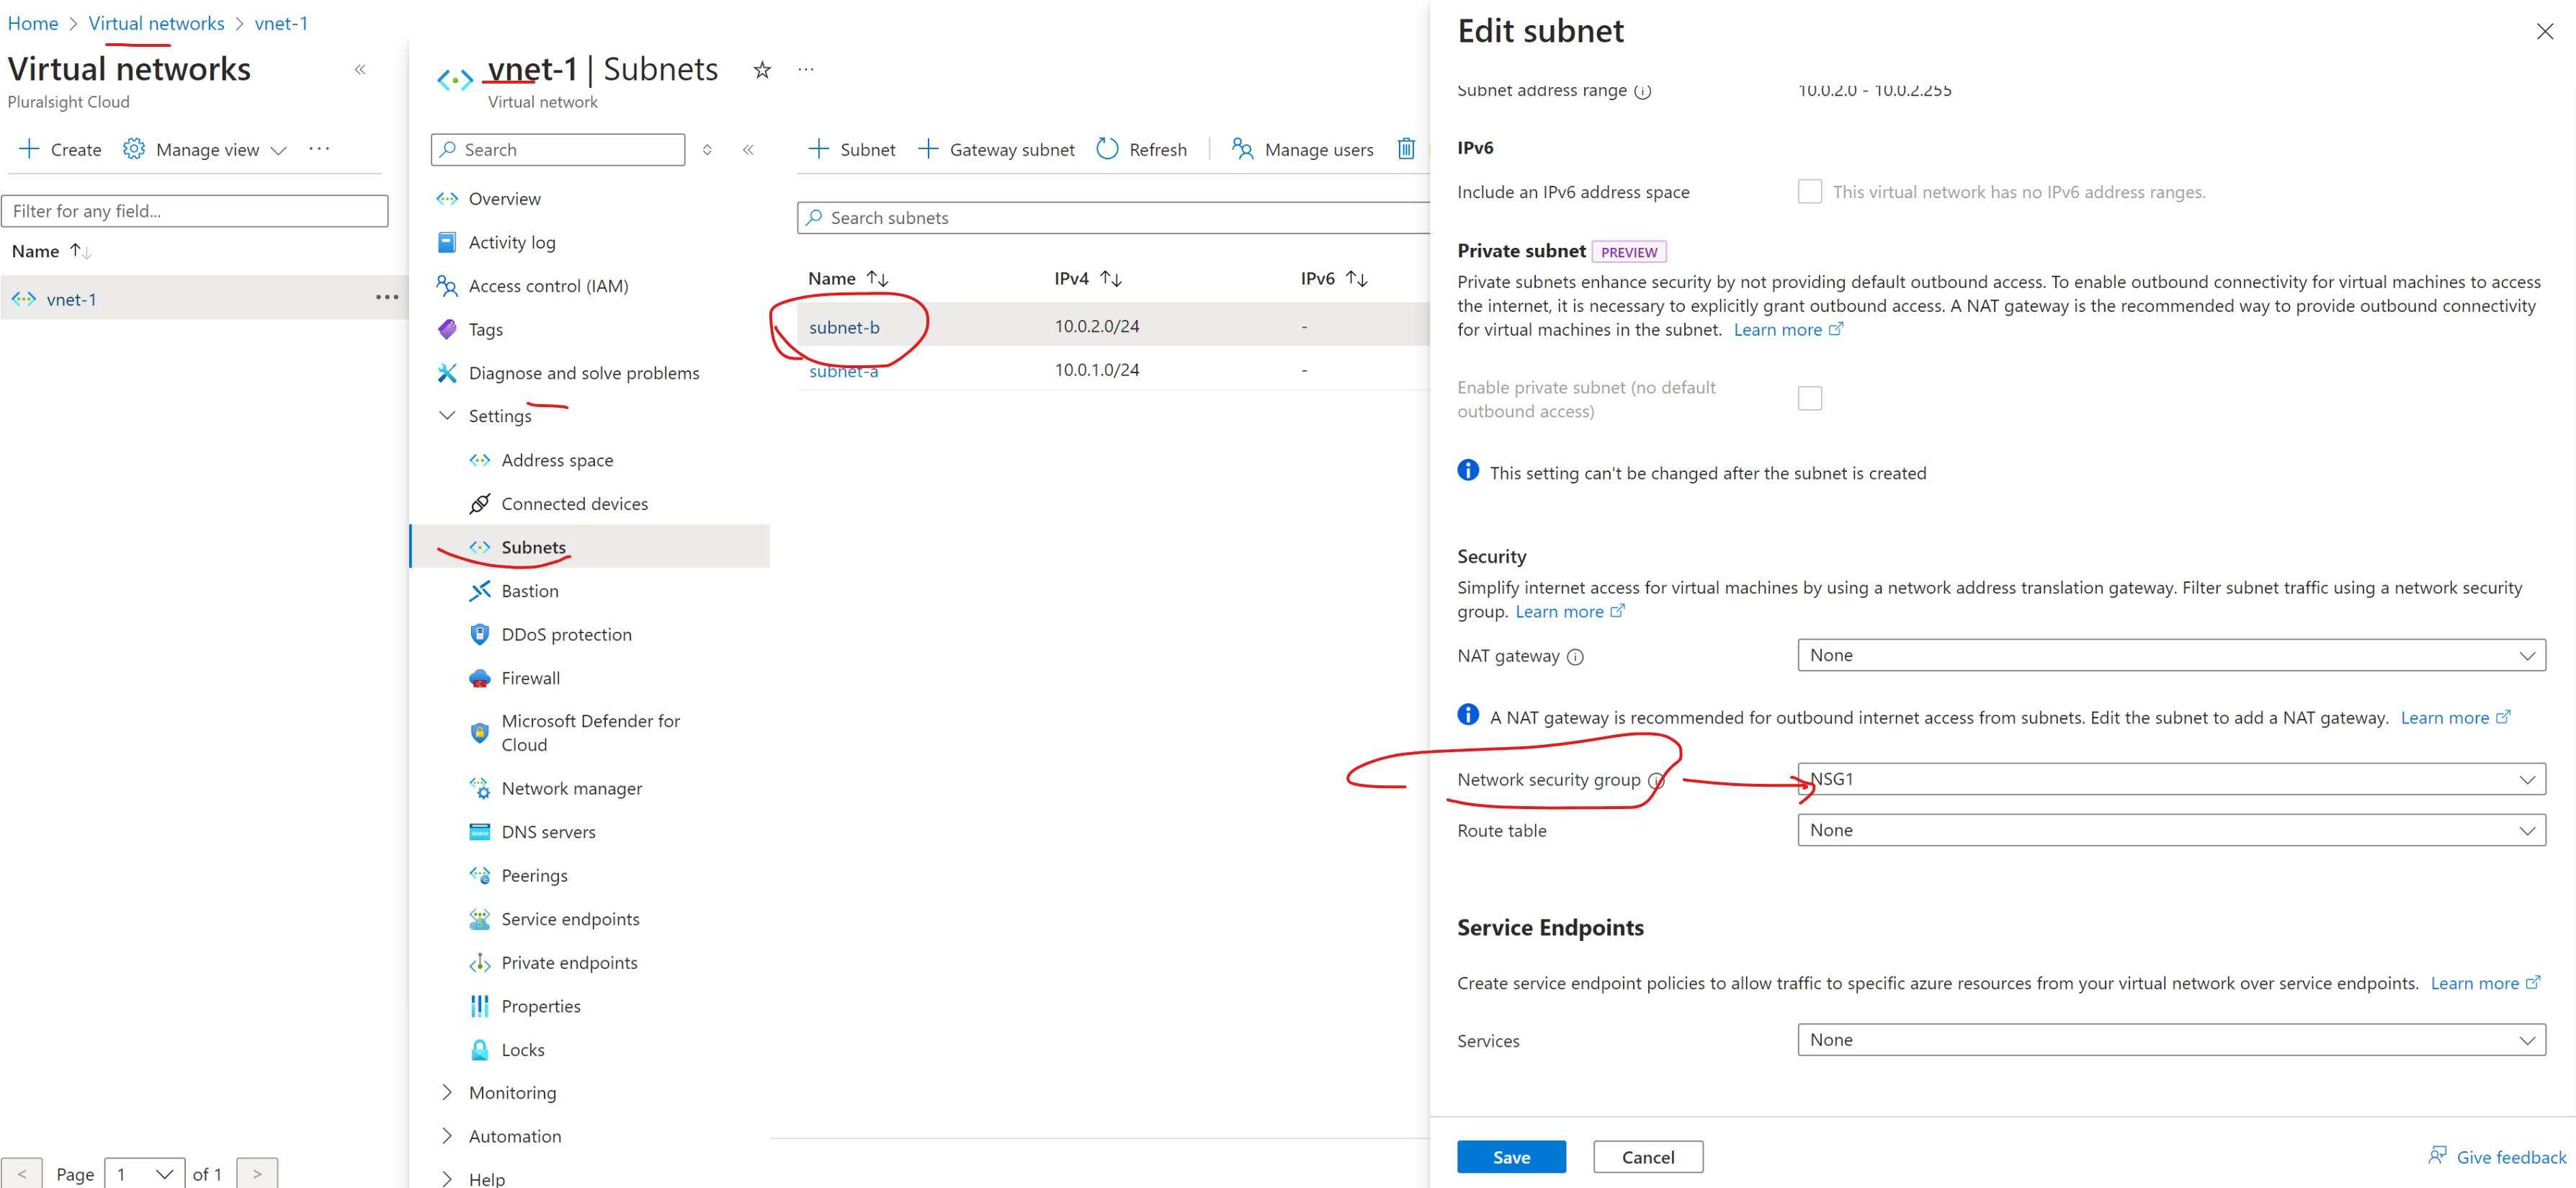 Home > Virtual networks > vnet-1
Virtual networks
Pluralsight Cloud
Create
Manage view
Filter for any field...
Name
vnet-1
Page 1 of 1
vnet-1 | Subnets
Virtual network
Search
Overview
Activity log
Access control (IAM)
Tags
Diagnose and solve problems
Settings
Address space
Connected devices
Subnets
Bastion
DDoS protection
Firewall
Microsoft Defender for
Cloud
Network manager
DNS servers
Peerings
Service endpoints
Private endpoints
Properties
Locks
Monitoring
Automation
Help
Subnet
Gateway subnet
Refresh
Manage users
Search subnets
Name IPv4 IPv6
subnet-b 10.0.2.0/24 -
subnet-a 10.0.1.0/24 -
Edit subnet
Subnet address range 10.0.2.0 - 10.0.2.255
IPv6
Include an IPv6 address space This virtual network has no IPv6 address ranges.
Private subnet PREVIEW
Private subnets enhance security by not providing default outbound access. To enable outbound connectivity for virtual machines to access
the internet, it is necessary to explicitly grant outbound access. A NAT gateway is the recommended way to provide outbound connectivity
for virtual machines in the subnet. Learn more
Enable private subnet (no default
outbound access)
This setting can't be changed after the subnet is created
Security
Simplify internet access for virtual machines by using a network address translation gateway. Filter subnet traffic using a network security
group. Learn more
NAT gateway None
A NAT gateway is recommended for outbound internet access from subnets. Edit the subnet to add a NAT gateway. Learn more
Network security group NSG1
Route table None
Service Endpoints
Create service endpoint policies to allow traffic to specific azure resources from your virtual network over service endpoints. Learn more
Services None
Save
Cancel
Give feedback